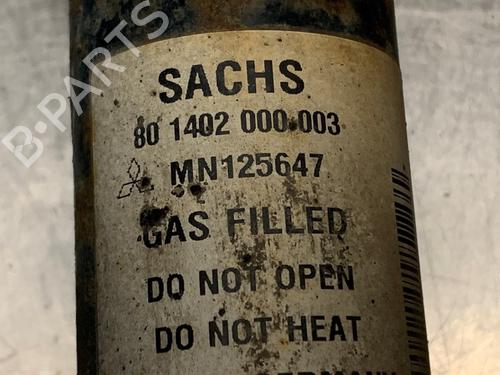 B-PARTS
SACHS
80 1402 000 003
MN125647
GAS FILLED
DO NOT OPEN
DO NOT HEAT